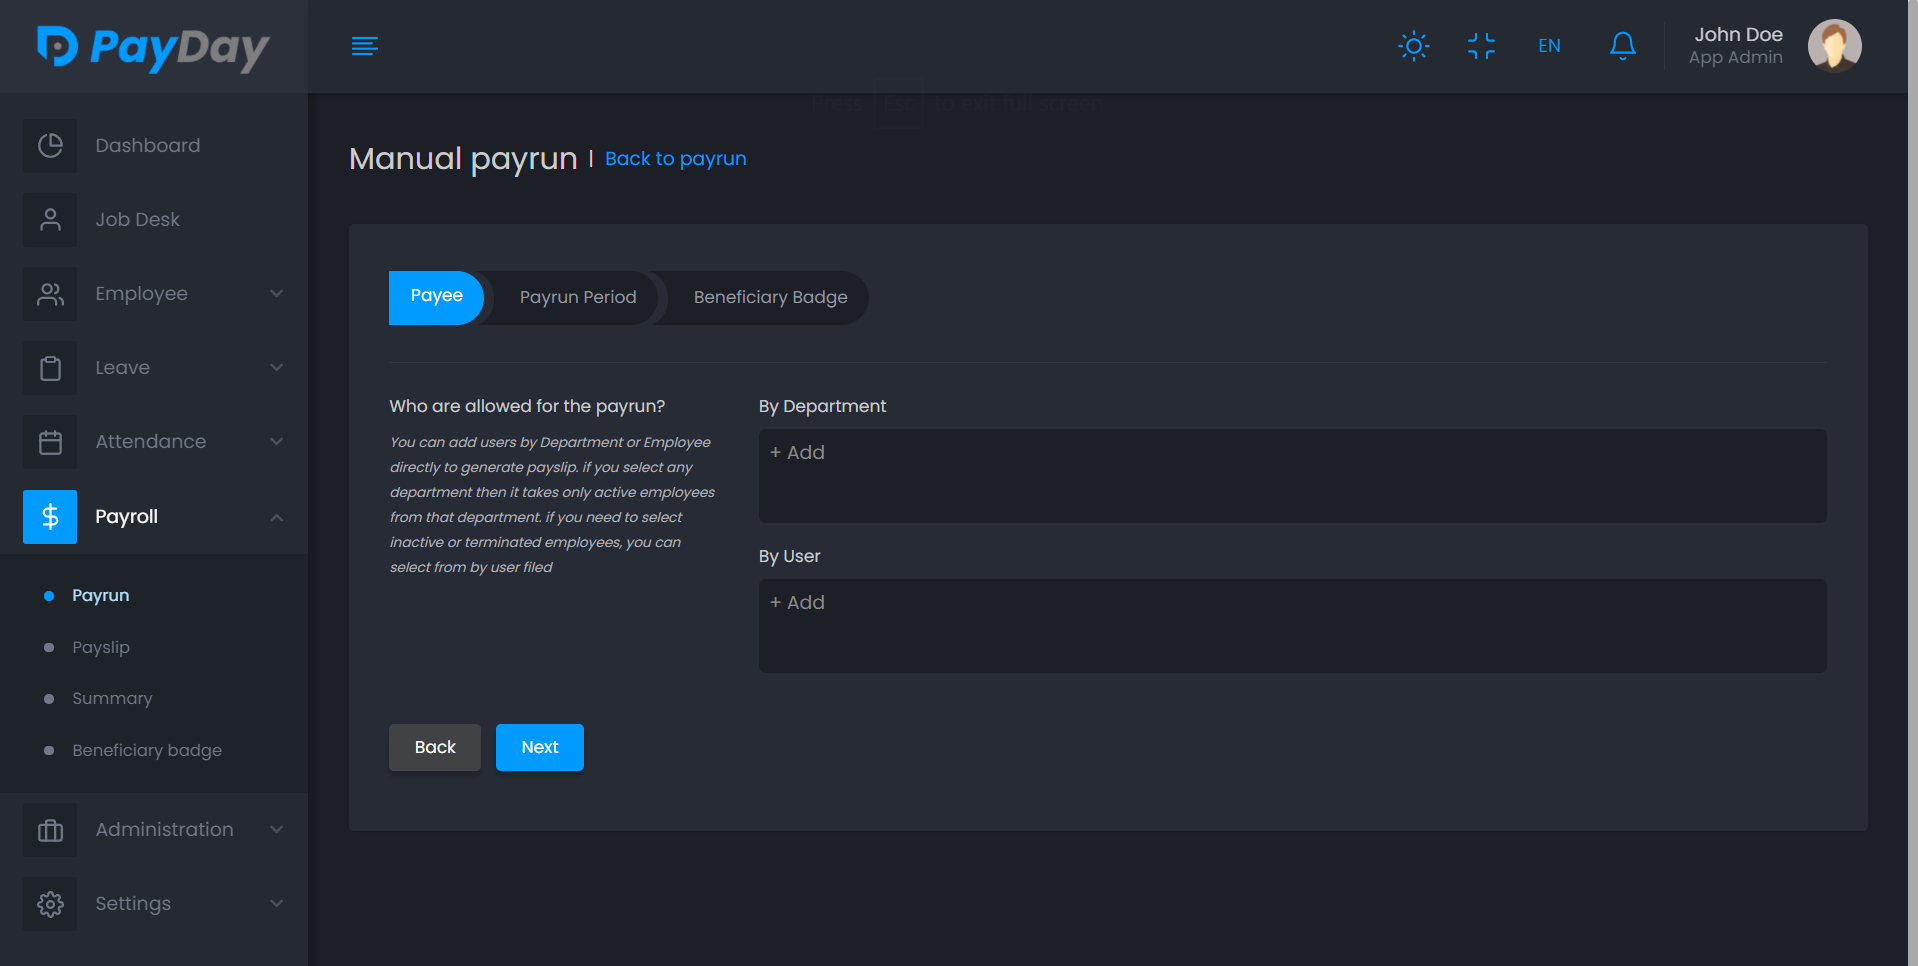 PayDay
EN
John Doe
App Admin
Press Esc to exit full screen
Dashboard
Job Desk
Employee
Leave
Attendance
Payroll
Payrun
Payslip
Summary
Beneficiary badge
Administration
Settings
Manual payrun | Back to payrun
Payee
Payrun Period
Beneficiary Badge
Who are allowed for the payrun?
You can add users by Department or Employee
directly to generate payslip. if you select any
department then it takes only active employees
from that department. if you need to select
inactive or terminated employees, you can
select from by user filed
By Department
+ Add
By User
+ Add
Back
Next